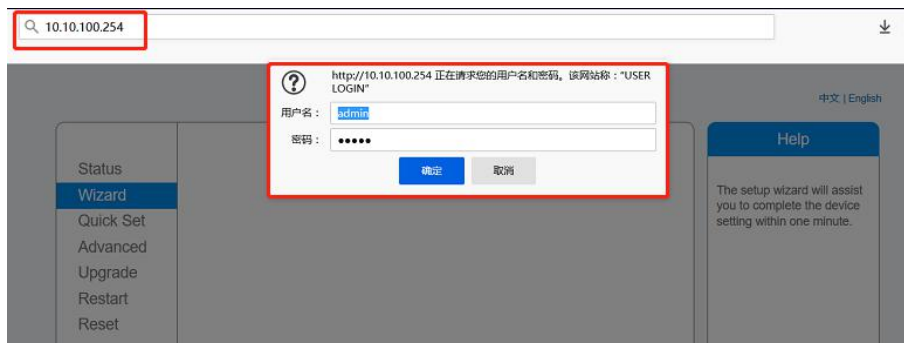 10.10.100.254
http://10.10.100.254 正在请求您的用户名和密码。该网站称："USER
LOGIN"
用户名：
admin
密码：
•••••
确定
取消
中文 | English
Status
Wizard
Quick Set
Advanced
Upgrade
Restart
Reset
Help
The setup wizard will assist
you to complete the device
setting within one minute.